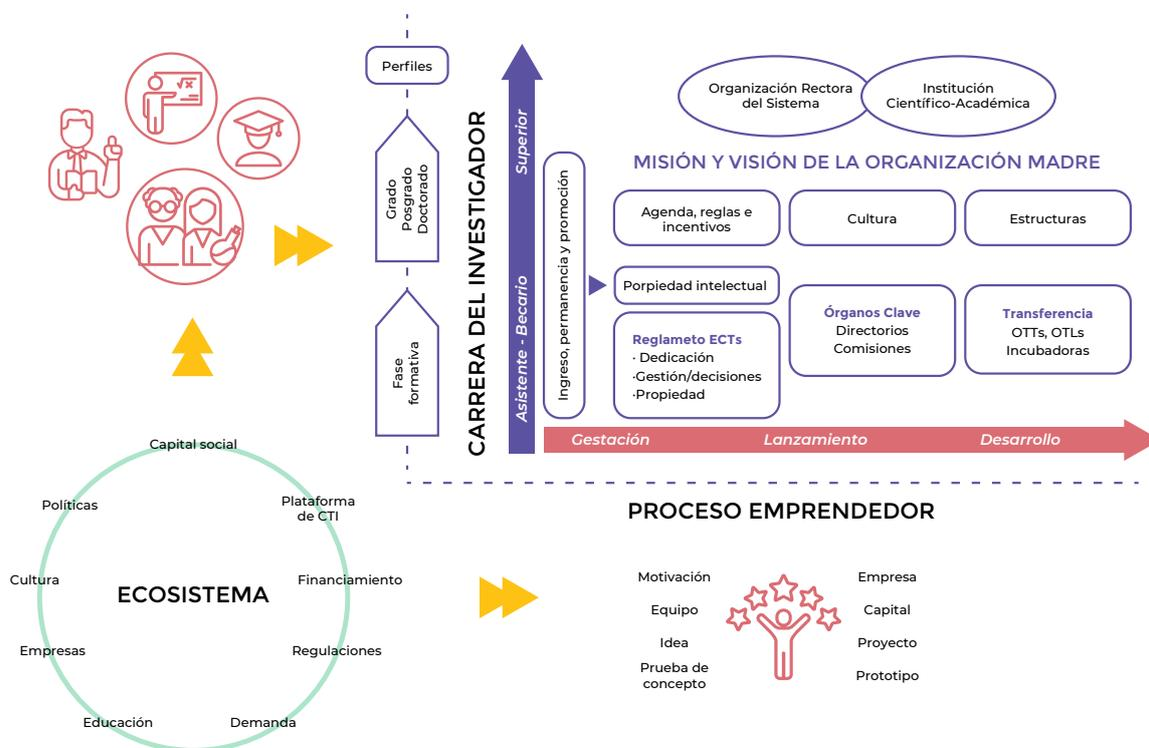 Perfiles
Grado
Posgrado
Doctorado
Fase
formativa
CARRERA DEL INVESTIGADOR
Superior
Asistente - Becario
Ingreso, permanencia y promoción
Organización Rectora
del Sistema
Institución
Científico-Académica
MISIÓN Y VISIÓN DE LA ORGANIZACIÓN MADRE
Agenda, reglas e
incentivos
Cultura
Estructuras
Porpiedad intelectual
Reglameto ECTs
· Dedicación
·Gestión/decisiones
·Propiedad
Órganos Clave
Directorios
Comisiones
Transferencia
OTTs, OTLs
Incubadoras
Gestación
Lanzamiento
Desarrollo
PROCESO EMPRENDEDOR
Motivación
Equipo
Idea
Prueba de
concepto
Empresa
Capital
Proyecto
Prototipo
ECOSISTEMA
Capital social
Plataforma
de CTI
Financiamiento
Regulaciones
Demanda
Educación
Empresas
Cultura
Políticas
√x